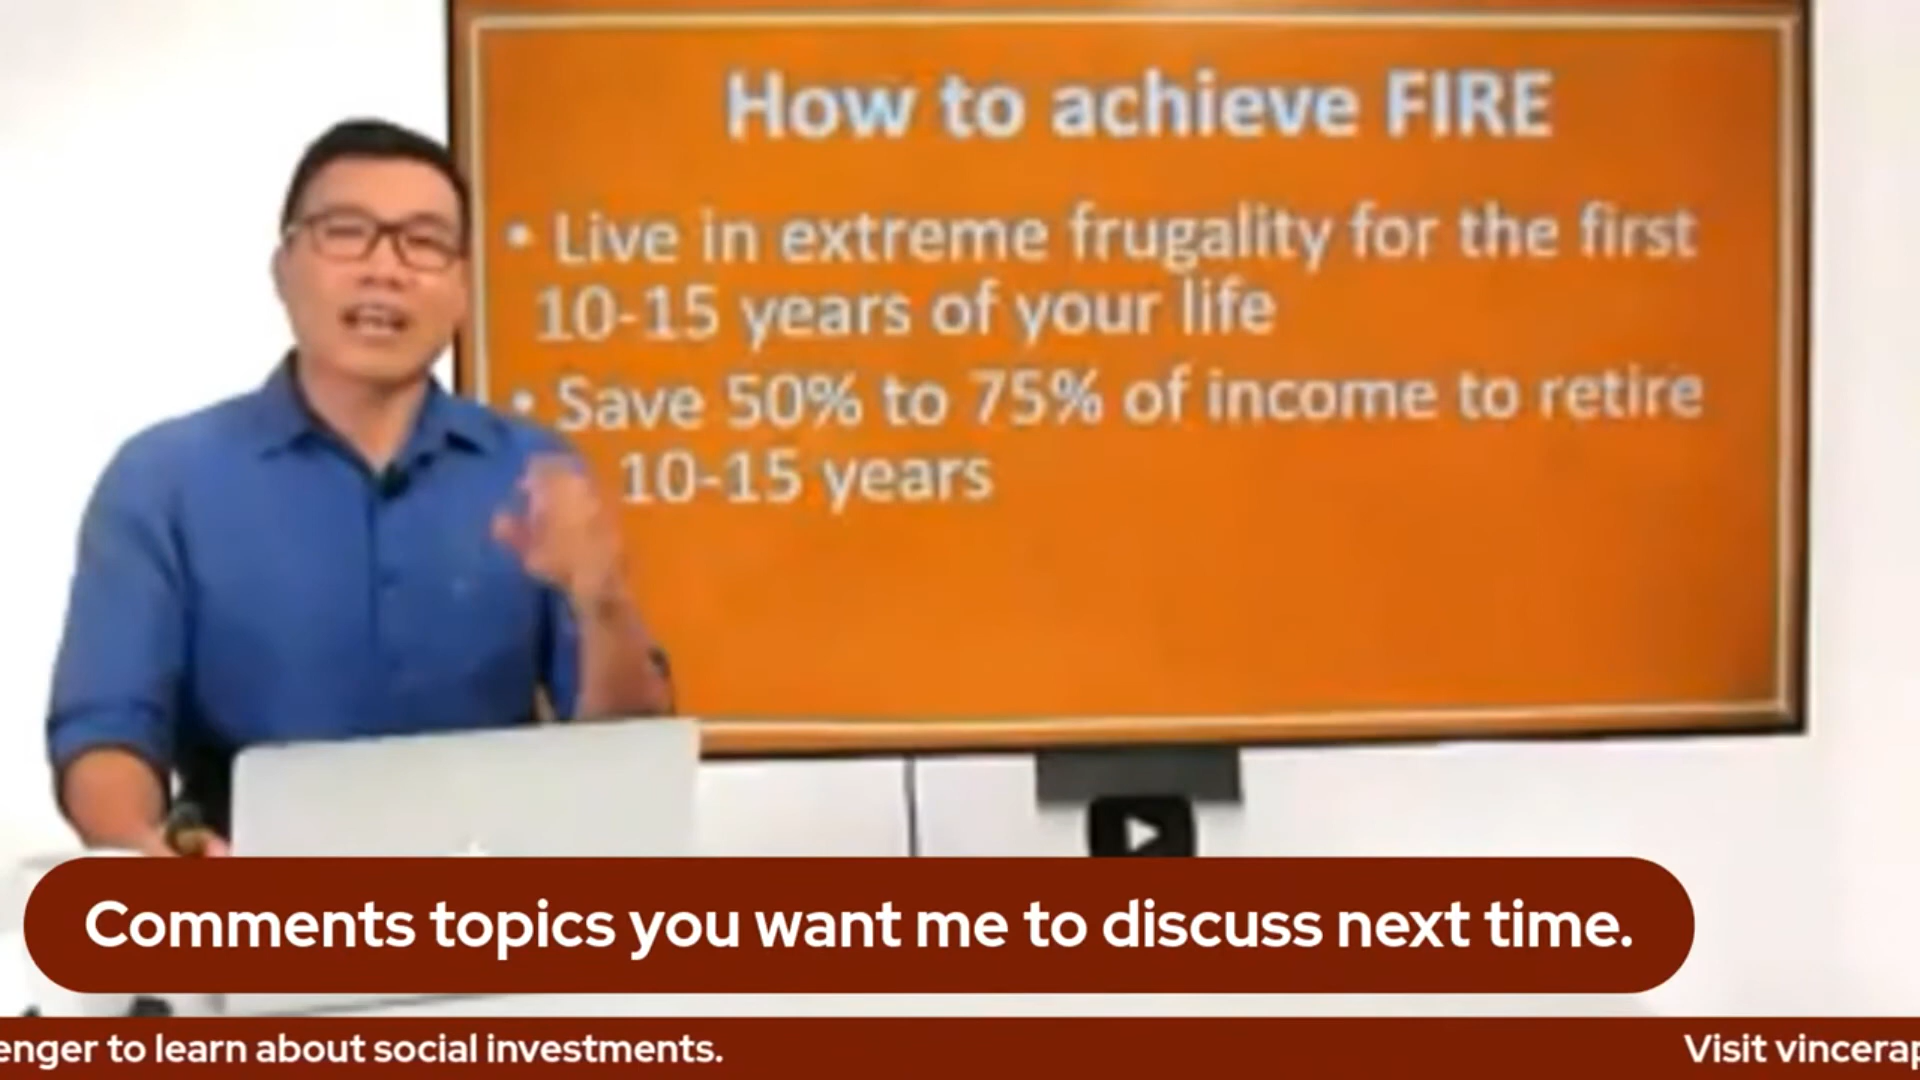 How to achieve FIRE
• Live in extreme frugality for the first
10-15 years of your life
• Save 50% to 75% of income to retire
10-15 years
Comments topics you want me to discuss next time.
enger to learn about social investments.
Visit vincerap